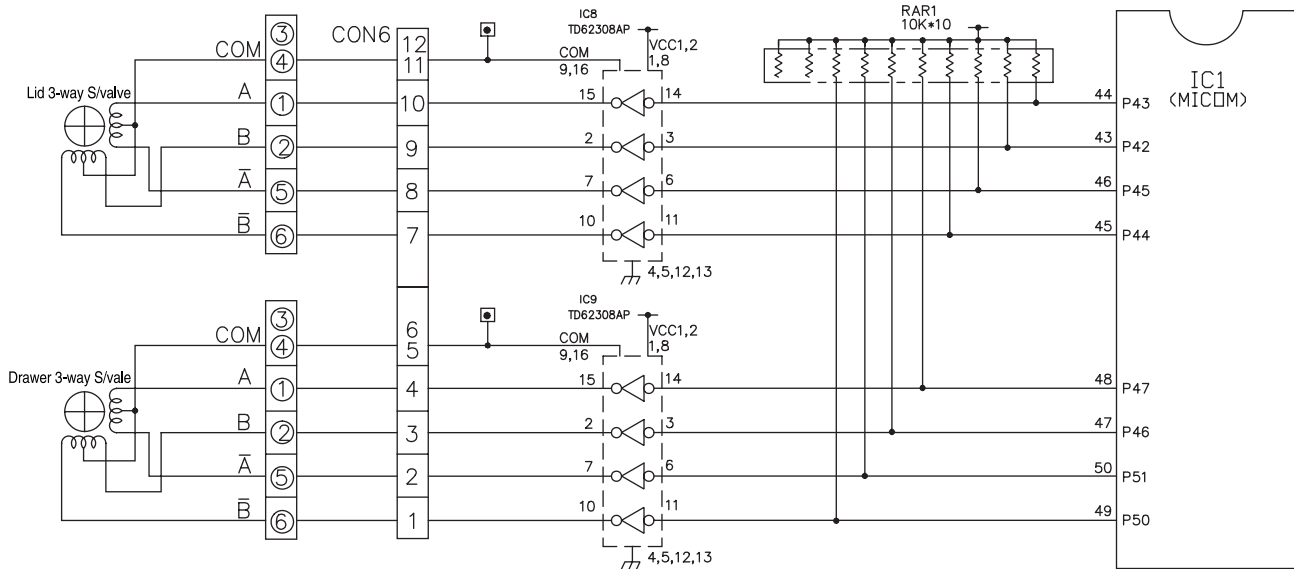 IC8
TD62308AP
VCC1,2
1,8
RAR1
10K*10
CON6
③
COM ④
12
11
COM
9,16
IC1
(MICOM)
Lid 3-way S/valve
A ① 10 15 14 44 P43
B ② 9 2 3 43 P42
A̅ ⑤ 8 7 6 46 P45
B̅ ⑥ 7 10 11 45 P44
4,5,12,13
IC9
TD62308AP
VCC1,2
1,8
③
COM ④
6
5
COM
9,16
Drawer 3-way S/vale
A ① 4 15 14 48 P47
B ② 3 2 3 47 P46
A̅ ⑤ 2 7 6 50 P51
B̅ ⑥ 1 10 11 49 P50
4,5,12,13